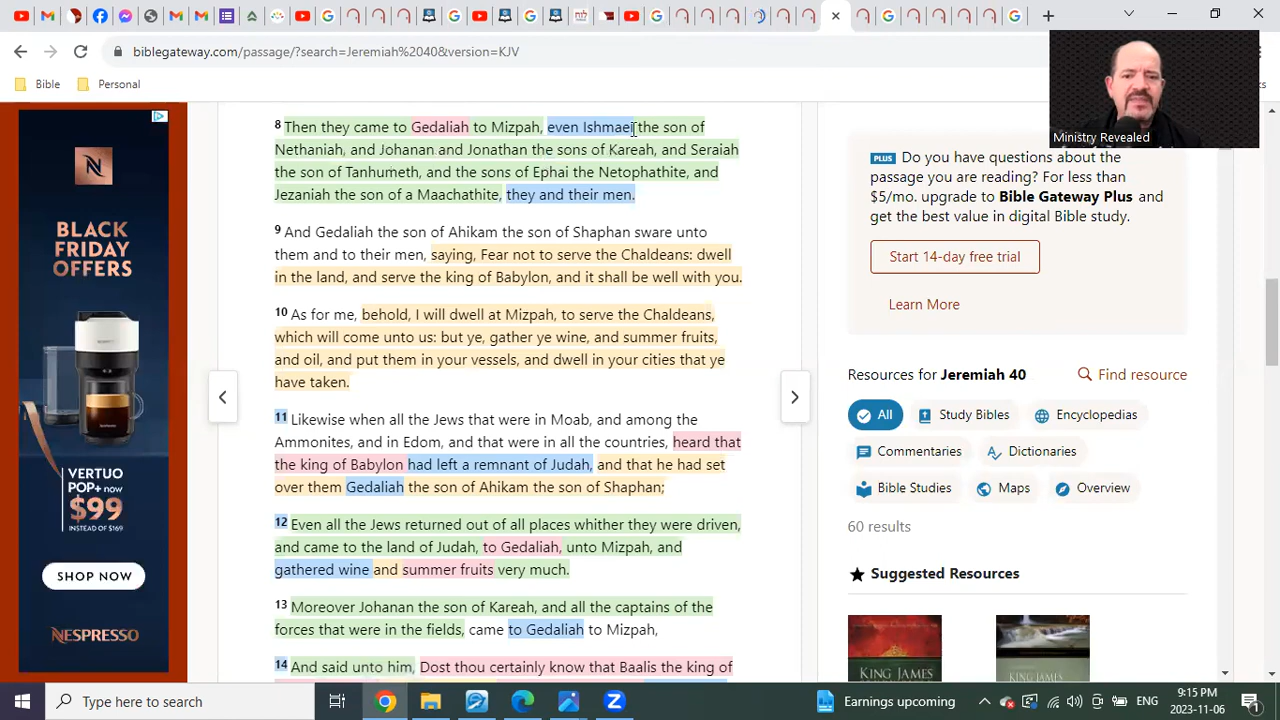 biblegateway.com/passage/?search=Jeremiah%2040&version=KJV
Bible
Personal
Ministry Revealed
8 Then they came to Gedaliah to Mizpah, even Ishmael the son of
Nethaniah, and Johanan and Jonathan the sons of Kareah, and Seraiah
the son of Tanhumeth, and the sons of Ephai the Netophathite, and
Jezaniah the son of a Maachathite, they and their men.
9 And Gedaliah the son of Ahikam the son of Shaphan sware unto
them and to their men, saying, Fear not to serve the Chaldeans: dwell
in the land, and serve the king of Babylon, and it shall be well with you.
10 As for me, behold, I will dwell at Mizpah, to serve the Chaldeans,
which will come unto us: but ye, gather ye wine, and summer fruits,
and oil, and put them in your vessels, and dwell in your cities that ye
have taken.
11 Likewise when all the Jews that were in Moab, and among the
Ammonites, and in Edom, and that were in all the countries, heard that
the king of Babylon had left a remnant of Judah, and that he had set
over them Gedaliah the son of Ahikam the son of Shaphan;
12 Even all the Jews returned out of all places whither they were driven,
and came to the land of Judah, to Gedaliah, unto Mizpah, and
gathered wine and summer fruits very much.
13 Moreover Johanan the son of Kareah, and all the captains of the
forces that were in the fields, came to Gedaliah to Mizpah,
14 And said unto him, Dost thou certainly know that Baalis the king of
N
BLACK
FRIDAY
OFFERS
VERTUO
POP+ now
$99
INSTEAD OF $169
SHOP NOW
NESPRESSO
PLUS Do you have questions about the
passage you are reading? For less than
$5/mo. upgrade to Bible Gateway Plus and
get the best value in digital Bible study.
Start 14-day free trial
Learn More
Resources for Jeremiah 40
Find resource
All
Study Bibles
Encyclopedias
Commentaries
Dictionaries
Bible Studies
Maps
Overview
60 results
Suggested Resources
KING JAMES
KING JAMES
Type here to search
Earnings upcoming
ENG
9:15 PM
2023-11-06